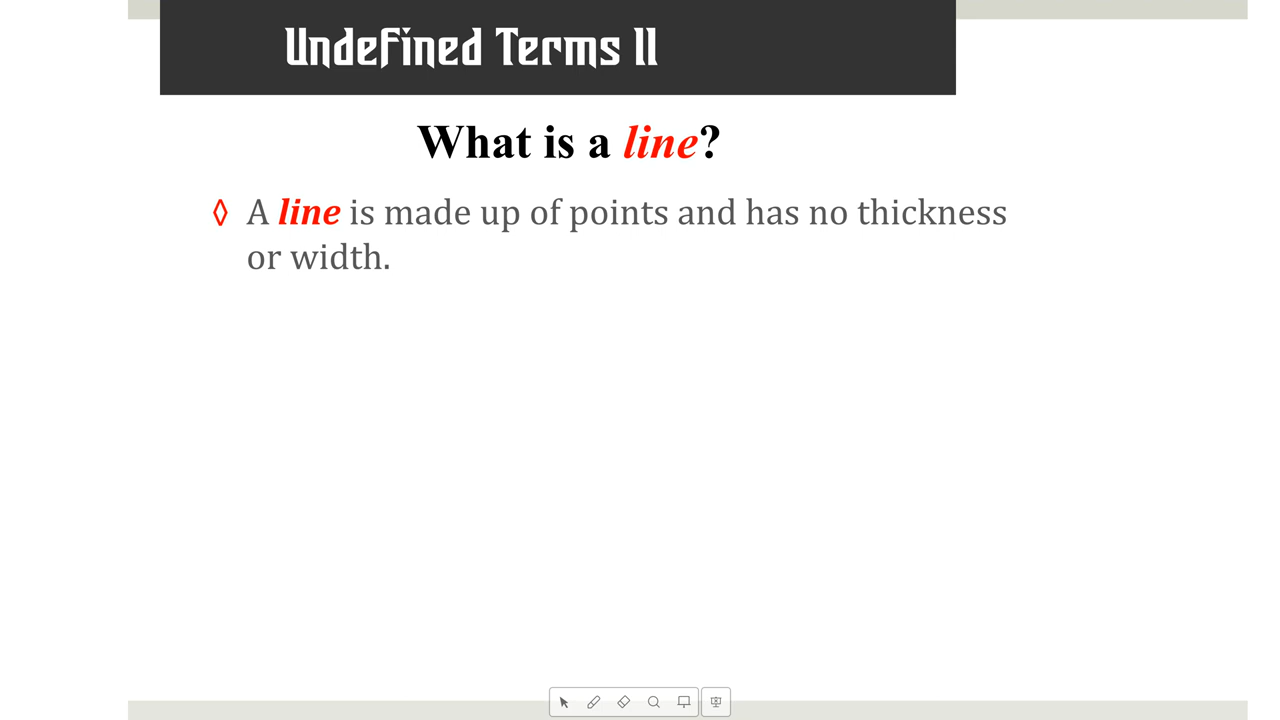 Undefined Terms II
What is a line?
◊ A line is made up of points and has no thickness
or width.